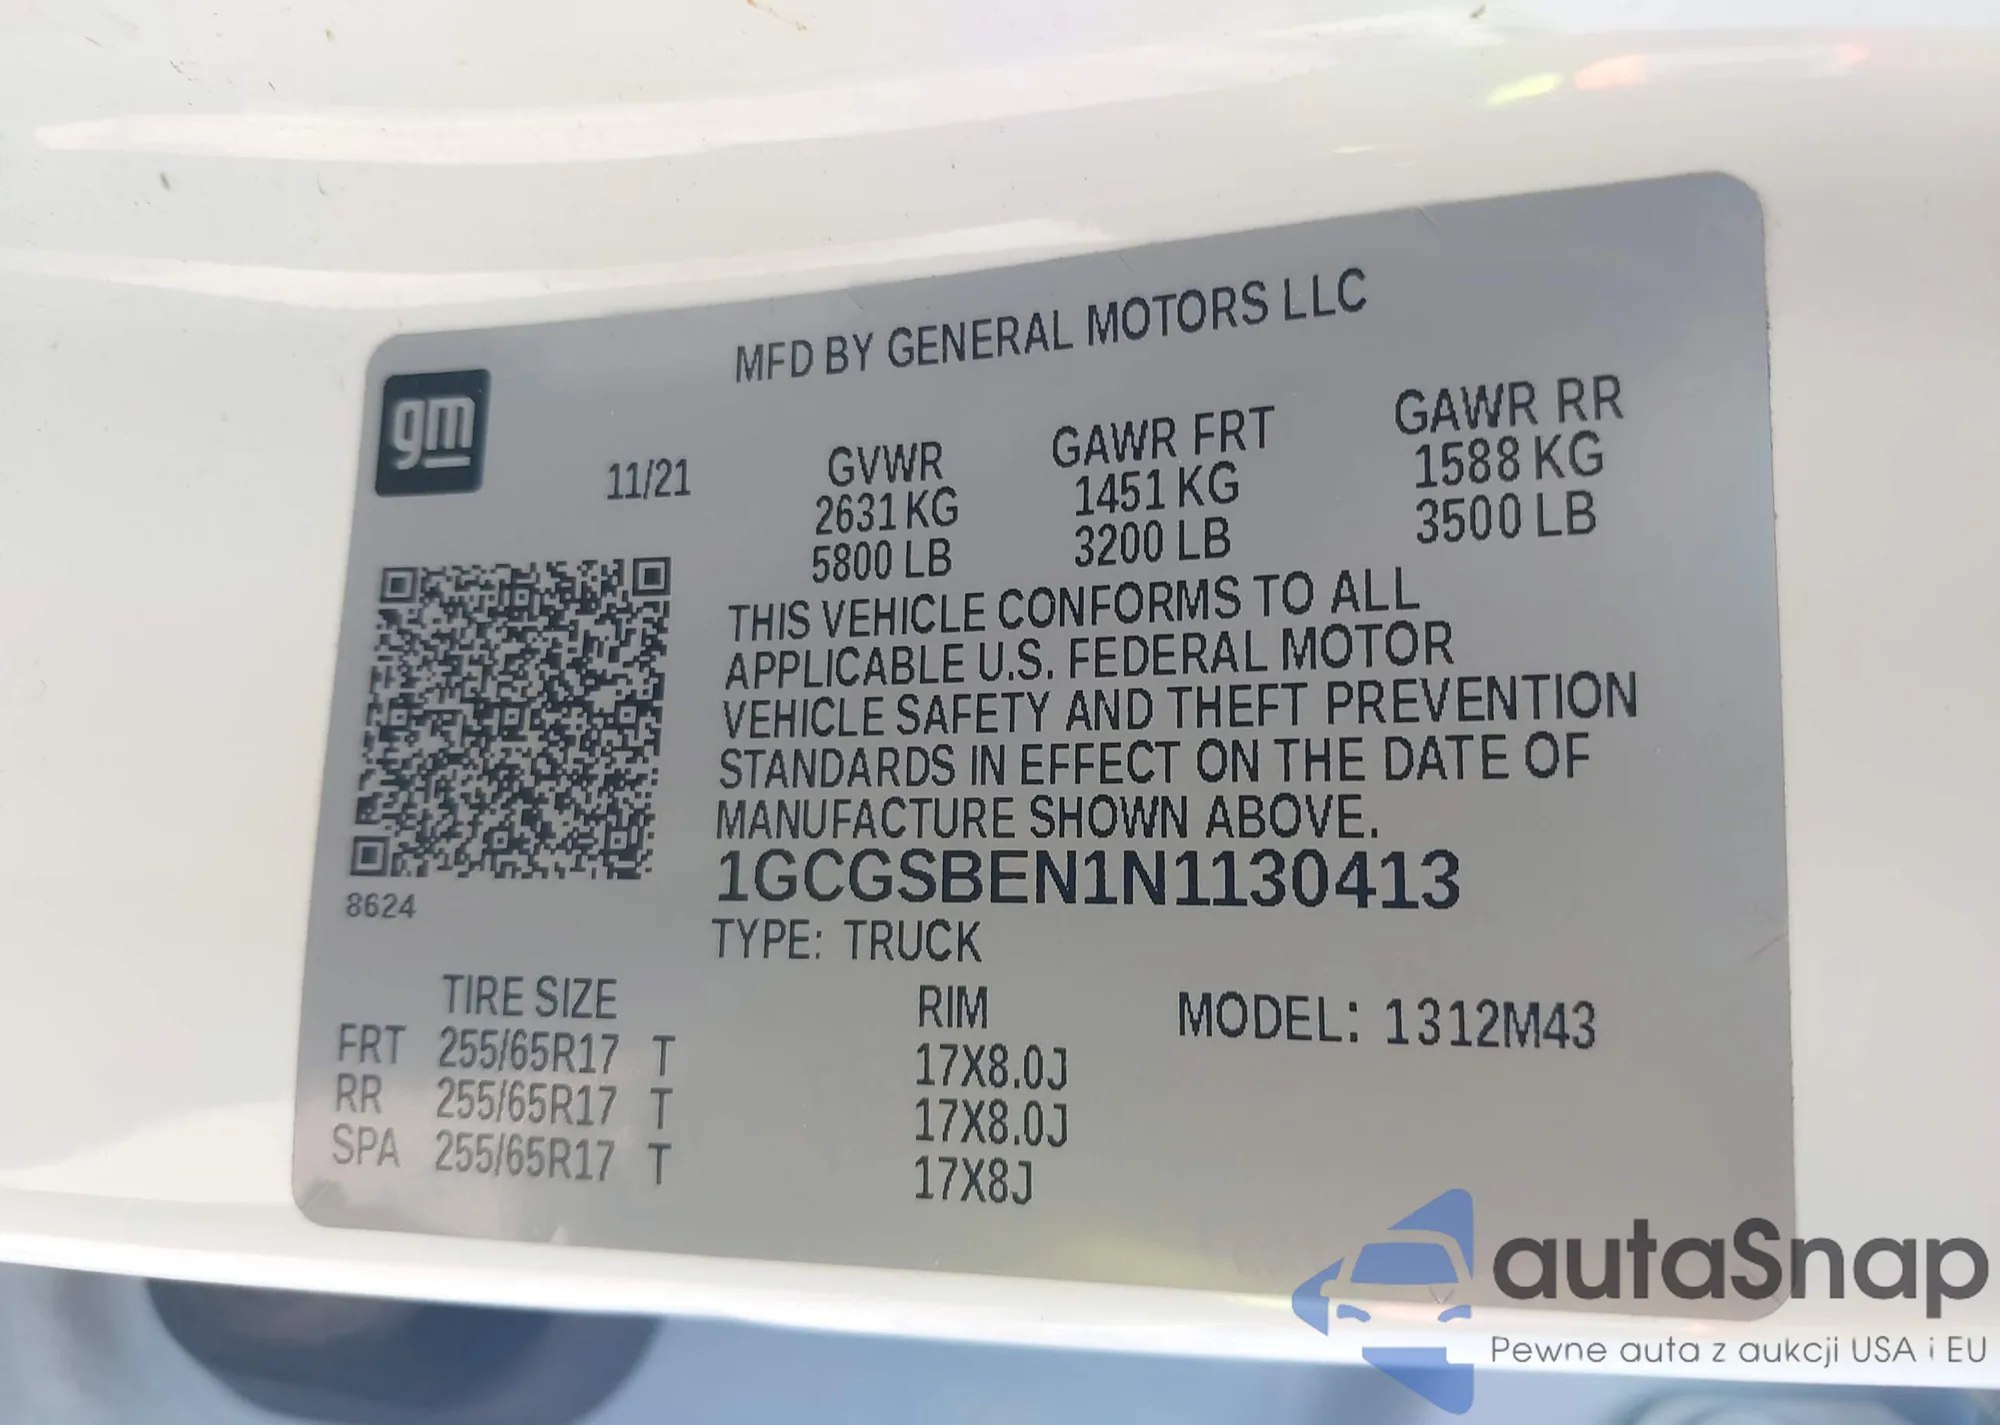 MFD BY GENERAL MOTORS LLC
gm
11/21
GVWR
2631 KG
5800 LB
GAWR FRT
1451 KG
3200 LB
GAWR RR
1588 KG
3500 LB
THIS VEHICLE CONFORMS TO ALL
APPLICABLE U.S. FEDERAL MOTOR
VEHICLE SAFETY AND THEFT PREVENTION
STANDARDS IN EFFECT ON THE DATE OF
MANUFACTURE SHOWN ABOVE.
1GCGSBEN1N1130413
8624
TYPE: TRUCK
TIRE SIZE RIM MODEL: 1312M43
FRT 255/65R17 T 17X8.0J
RR 255/65R17 T 17X8.0J
SPA 255/65R17 T 17X8J
autaSnap
Pewne auta z aukcji USA i EU